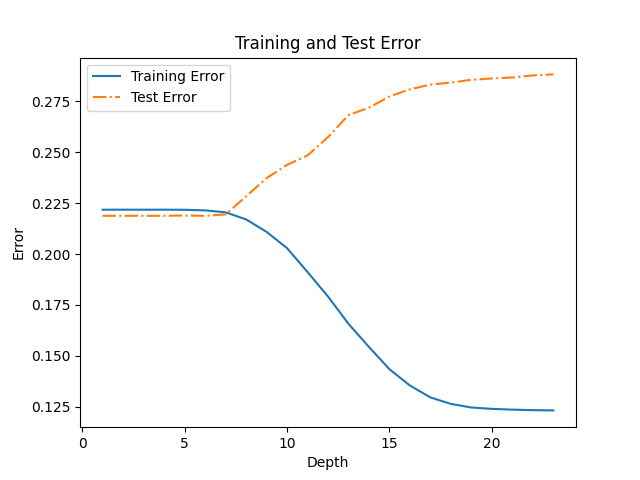 Training and Test Error
Training Error
Test Error
0.275
0.250
0.225
0.200
0.175
0.150
0.125
Error
0 5 10 15 20
Depth